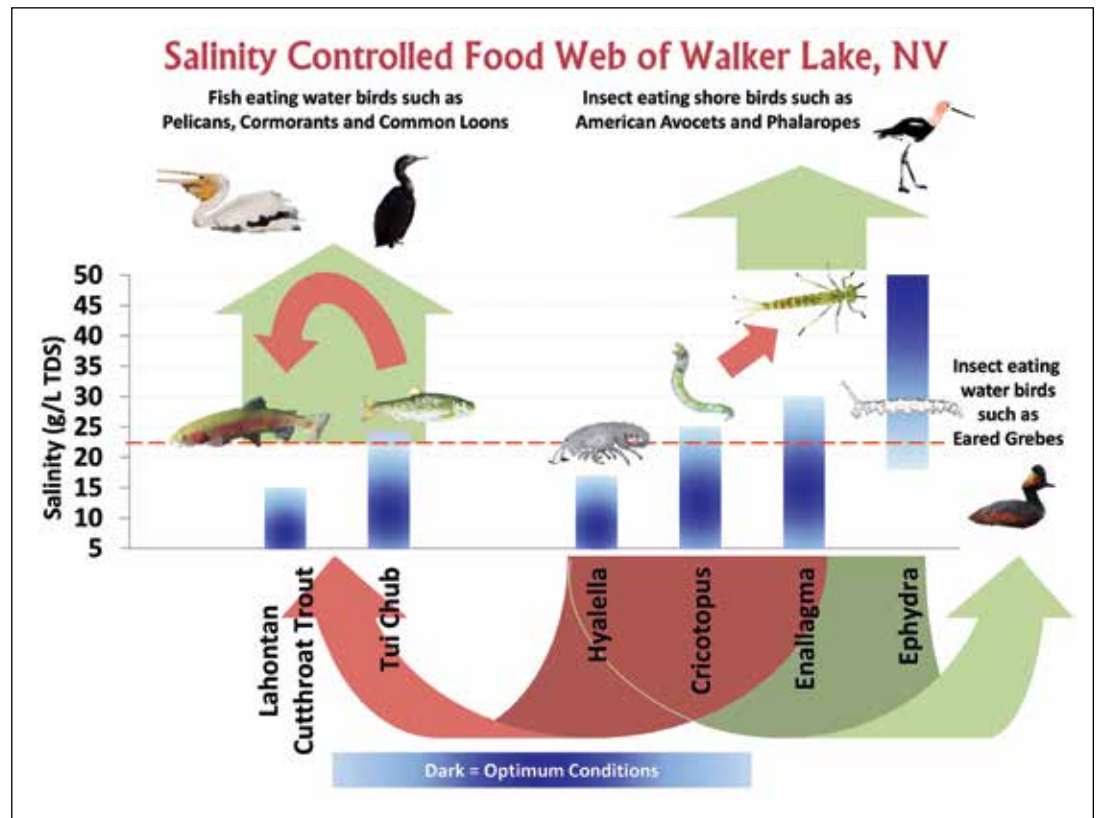 Salinity Controlled Food Web of Walker Lake, NV
Fish eating water birds such as
Pelicans, Cormorants and Common Loons
Insect eating shore birds such as
American Avocets and Phalaropes
50
45
40
35
30
25
20
15
10
5
Salinity (g/L TDS)
Insect eating
water birds
such as
Eared Grebes
Lahontan
Cutthroat Trout
Tui Chub
Hyalella
Cricotopus
Enallagma
Ephydra
Dark = Optimum Conditions